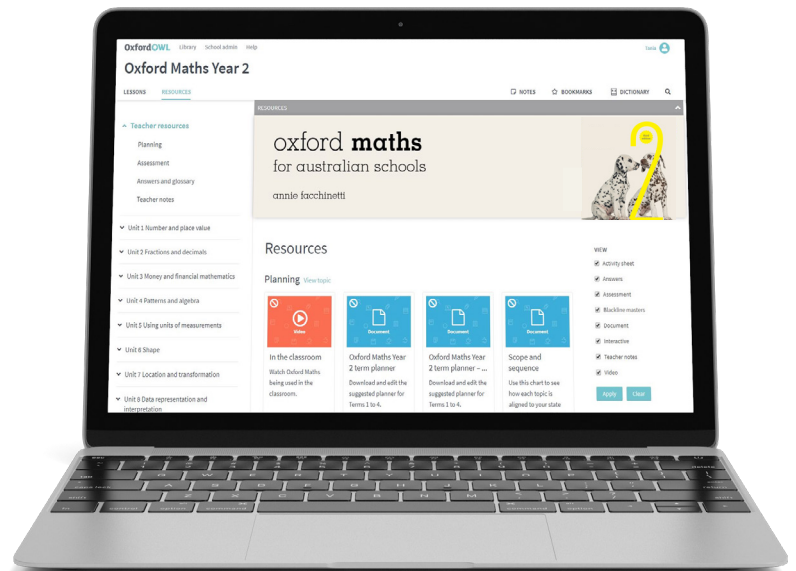 OxfordOWL Library School admin Help
Oxford Maths Year 2
LESSONS RESOURCES
NOTES BOOKMARKS DICTIONARY
RESOURCES
Teacher resources
Planning
Assessment
Answers and glossary
Teacher notes
Unit 1 Number and place value
Unit 2 Fractions and decimals
Unit 3 Money and financial mathematics
Unit 4 Patterns and algebra
Unit 5 Using units of measurements
Unit 6 Shape
Unit 7 Location and transformation
Unit 8 Data representation and
interpretation
oxford maths
for australian schools
annie facchinetti
2
Resources
Planning View topic
Video
In the classroom
Watch Oxford Maths
being used in the
classroom.
Document
Oxford Maths Year
2 term planner
Download and edit the
suggested planner for
Terms 1 to 4.
Document
Oxford Maths Year
2 term planner – ...
Download and edit the
suggested planner for
Terms 1 to 4.
Document
Scope and
sequence
Use this chart to see
how each topic is
aligned to your state
VIEW
Activity sheet
Answers
Assessment
Blackline masters
Document
Interactive
Teacher notes
Video
Apply Clear